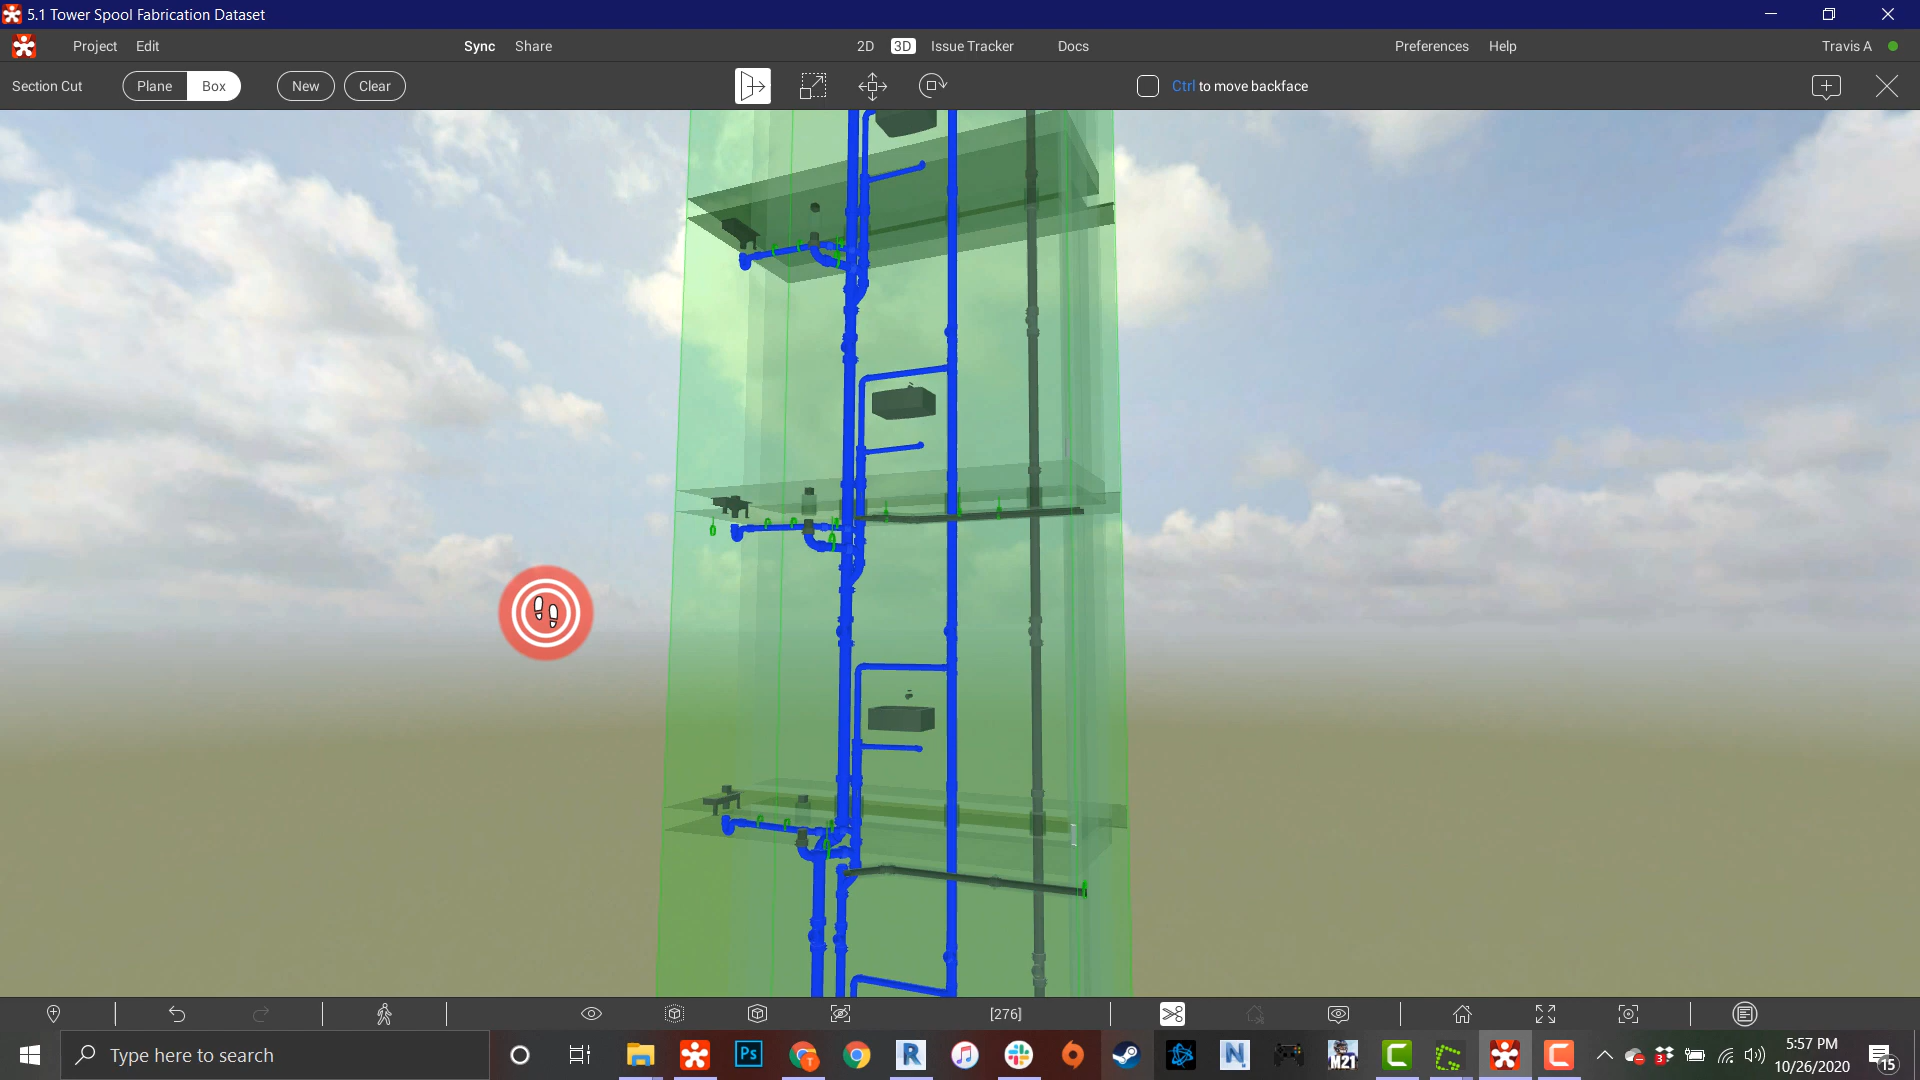 5.1 Tower Spool Fabrication Dataset
Project Edit Sync Share 2D 3D Issue Tracker Docs Preferences Help Travis A
Section Cut Plane Box New Clear Ctrl to move backface
[276]
Type here to search
Ps
R
N
M21
C
C
3
5:57 PM
10/26/2020
15